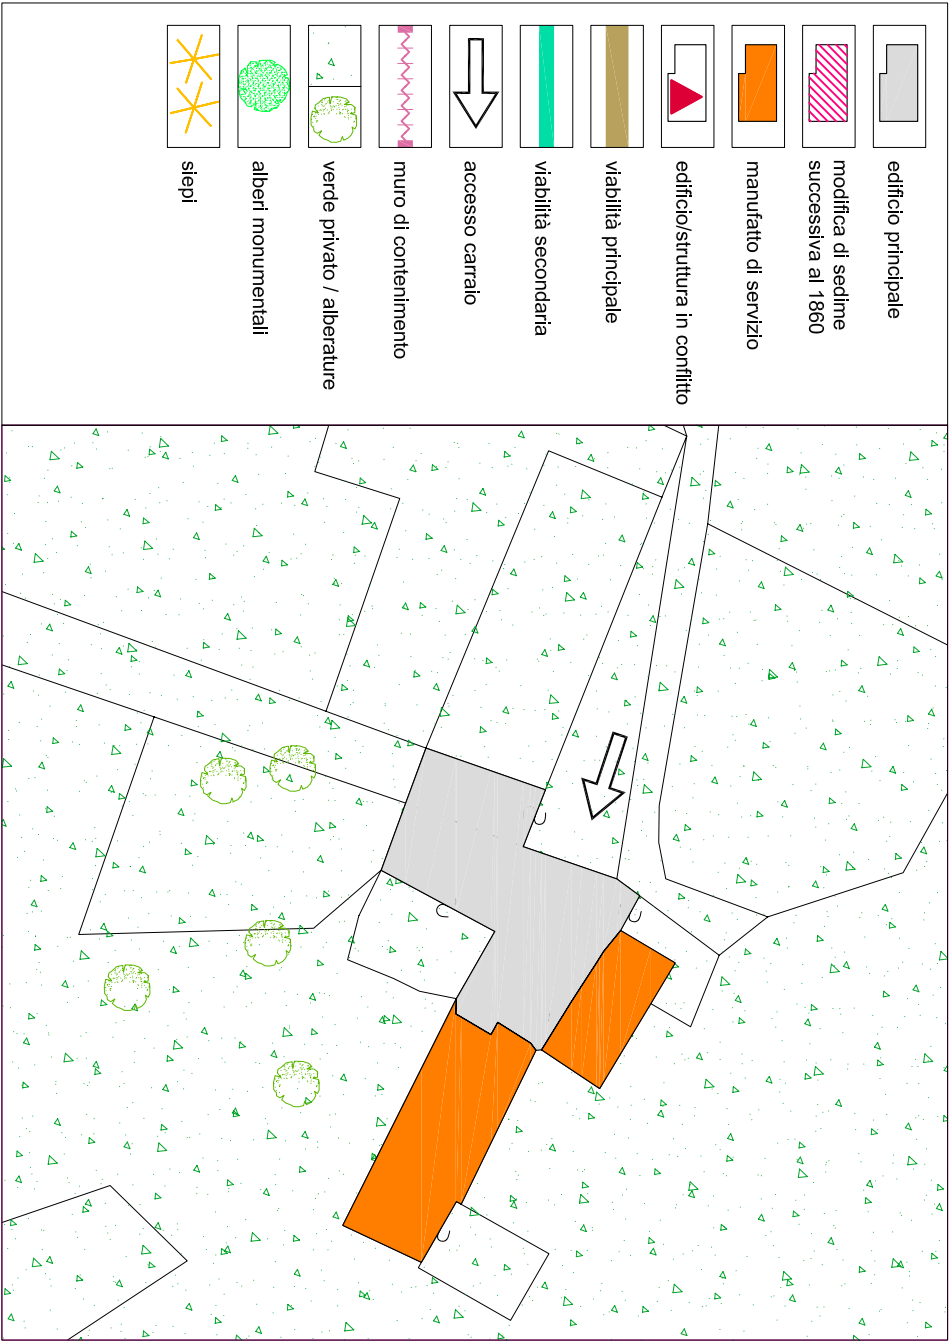 edificio principale
modifica di sedime
successiva al 1860
manufatto di servizio
edificio/struttura in conflitto
viabilità principale
viabilità secondaria
accesso carraio
muro di contenimento
verde privato / alberature
alberi monumentali
siepi